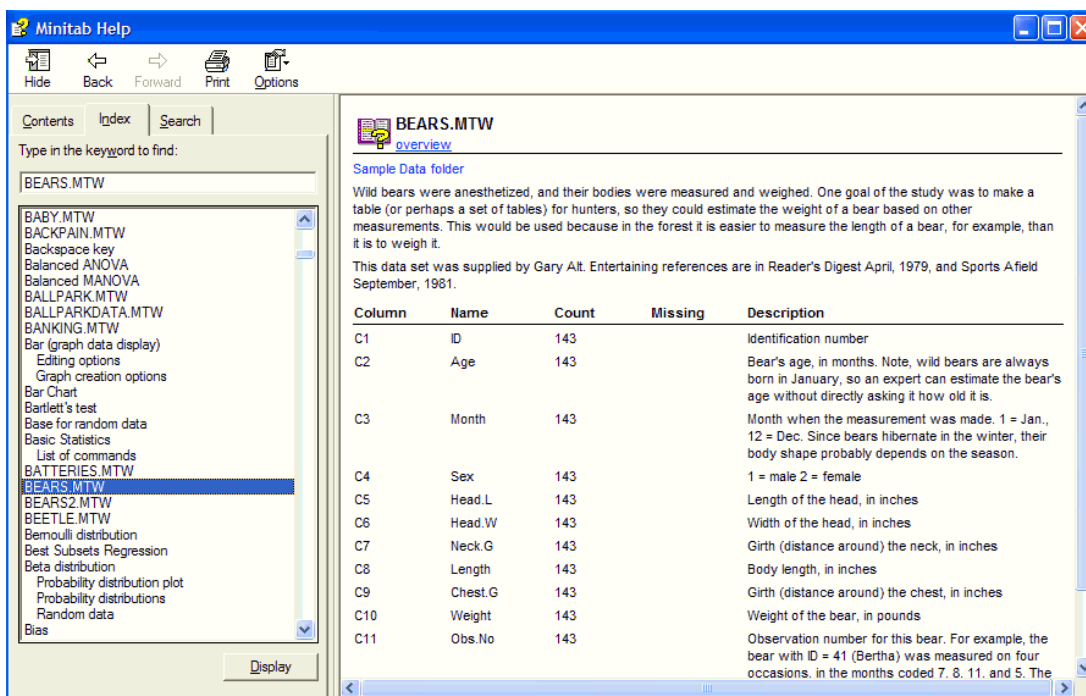 Minitab Help
Hide Back Forward Print Options
Contents Index Search
Type in the keyword to find:
BEARS.MTW
BABY.MTW
BACKPAIN.MTW
Backspace key
Balanced ANOVA
Balanced MANOVA
BALLPARK.MTW
BALLPARKDATA.MTW
BANKING.MTW
Bar (graph data display)
Editing options
Graph creation options
Bar Chart
Bartlett's test
Base for random data
Basic Statistics
List of commands
BATTERIES.MTW
BEARS.MTW
BEARS2.MTW
BEETLE.MTW
Bernoulli distribution
Best Subsets Regression
Beta distribution
Probability distribution plot
Probability distributions
Random data
Bias
Display
BEARS.MTW
overview
Sample Data folder
Wild bears were anesthetized, and their bodies were measured and weighed. One goal of the study was to make a
table (or perhaps a set of tables) for hunters, so they could estimate the weight of a bear based on other
measurements. This would be used because in the forest it is easier to measure the length of a bear, for example, than
it is to weigh it.
This data set was supplied by Gary Alt. Entertaining references are in Reader's Digest April, 1979, and Sports Afield
September, 1981.
Column Name Count Missing Description
C1 ID 143 Identification number
C2 Age 143 Bear's age, in months. Note, wild bears are always
born in January, so an expert can estimate the bear's
age without directly asking it how old it is.
C3 Month 143 Month when the measurement was made. 1 = Jan.,
12 = Dec. Since bears hibernate in the winter, their
body shape probably depends on the season.
C4 Sex 143 1 = male 2 = female
C5 Head.L 143 Length of the head, in inches
C6 Head.W 143 Width of the head, in inches
C7 Neck.G 143 Girth (distance around) the neck, in inches
C8 Length 143 Body length, in inches
C9 Chest.G 143 Girth (distance around) the chest, in inches
C10 Weight 143 Weight of the bear, in pounds
C11 Obs.No 143 Observation number for this bear. For example, the
bear with ID = 41 (Bertha) was measured on four
occasions, in the months coded 7, 8, 11, and 5. The